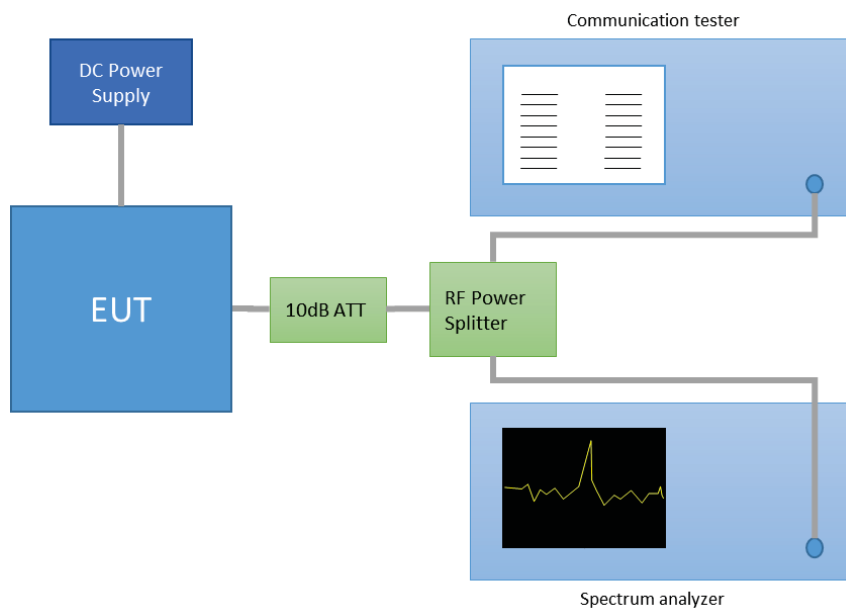 Communication tester
DC Power
Supply
EUT
10dB ATT
RF Power
Splitter
Spectrum analyzer